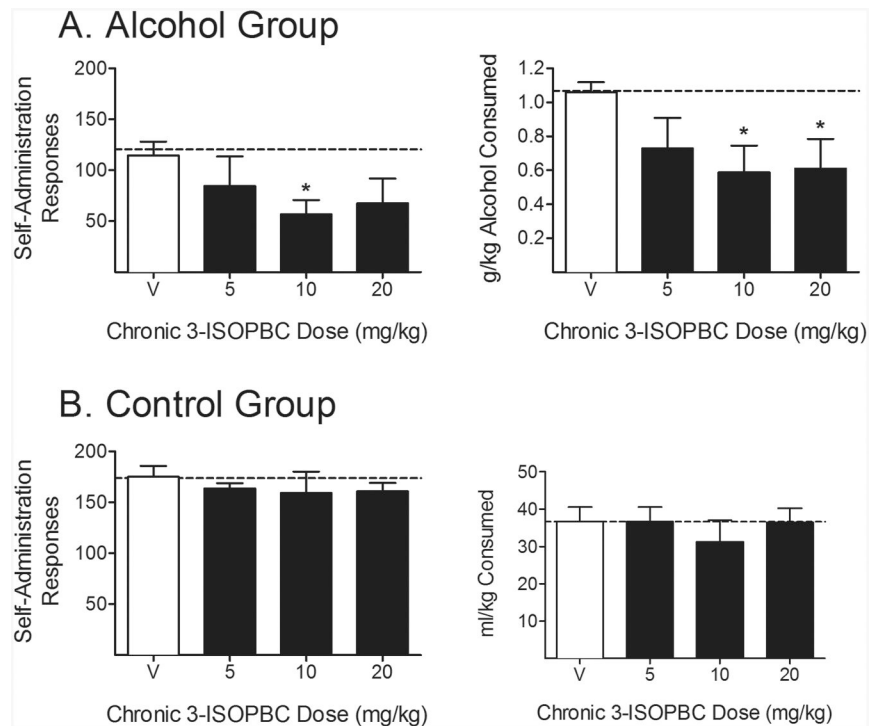 A. Alcohol Group
Self-Administration
Responses
200
150
100
50
*
V 5 10 20
Chronic 3-ISOPBC Dose (mg/kg)
g/kg Alcohol Consumed
1.2
1.0
0.8
0.6
0.4
0.2
* *
V 5 10 20
Chronic 3-ISOPBC Dose (mg/kg)
B. Control Group
Self-Administration
Responses
200
150
100
50
V 5 10 20
Chronic 3-ISOPBC Dose (mg/kg)
ml/kg Consumed
50
40
30
20
10
V 5 10 20
Chronic 3-ISOPBC Dose (mg/kg)